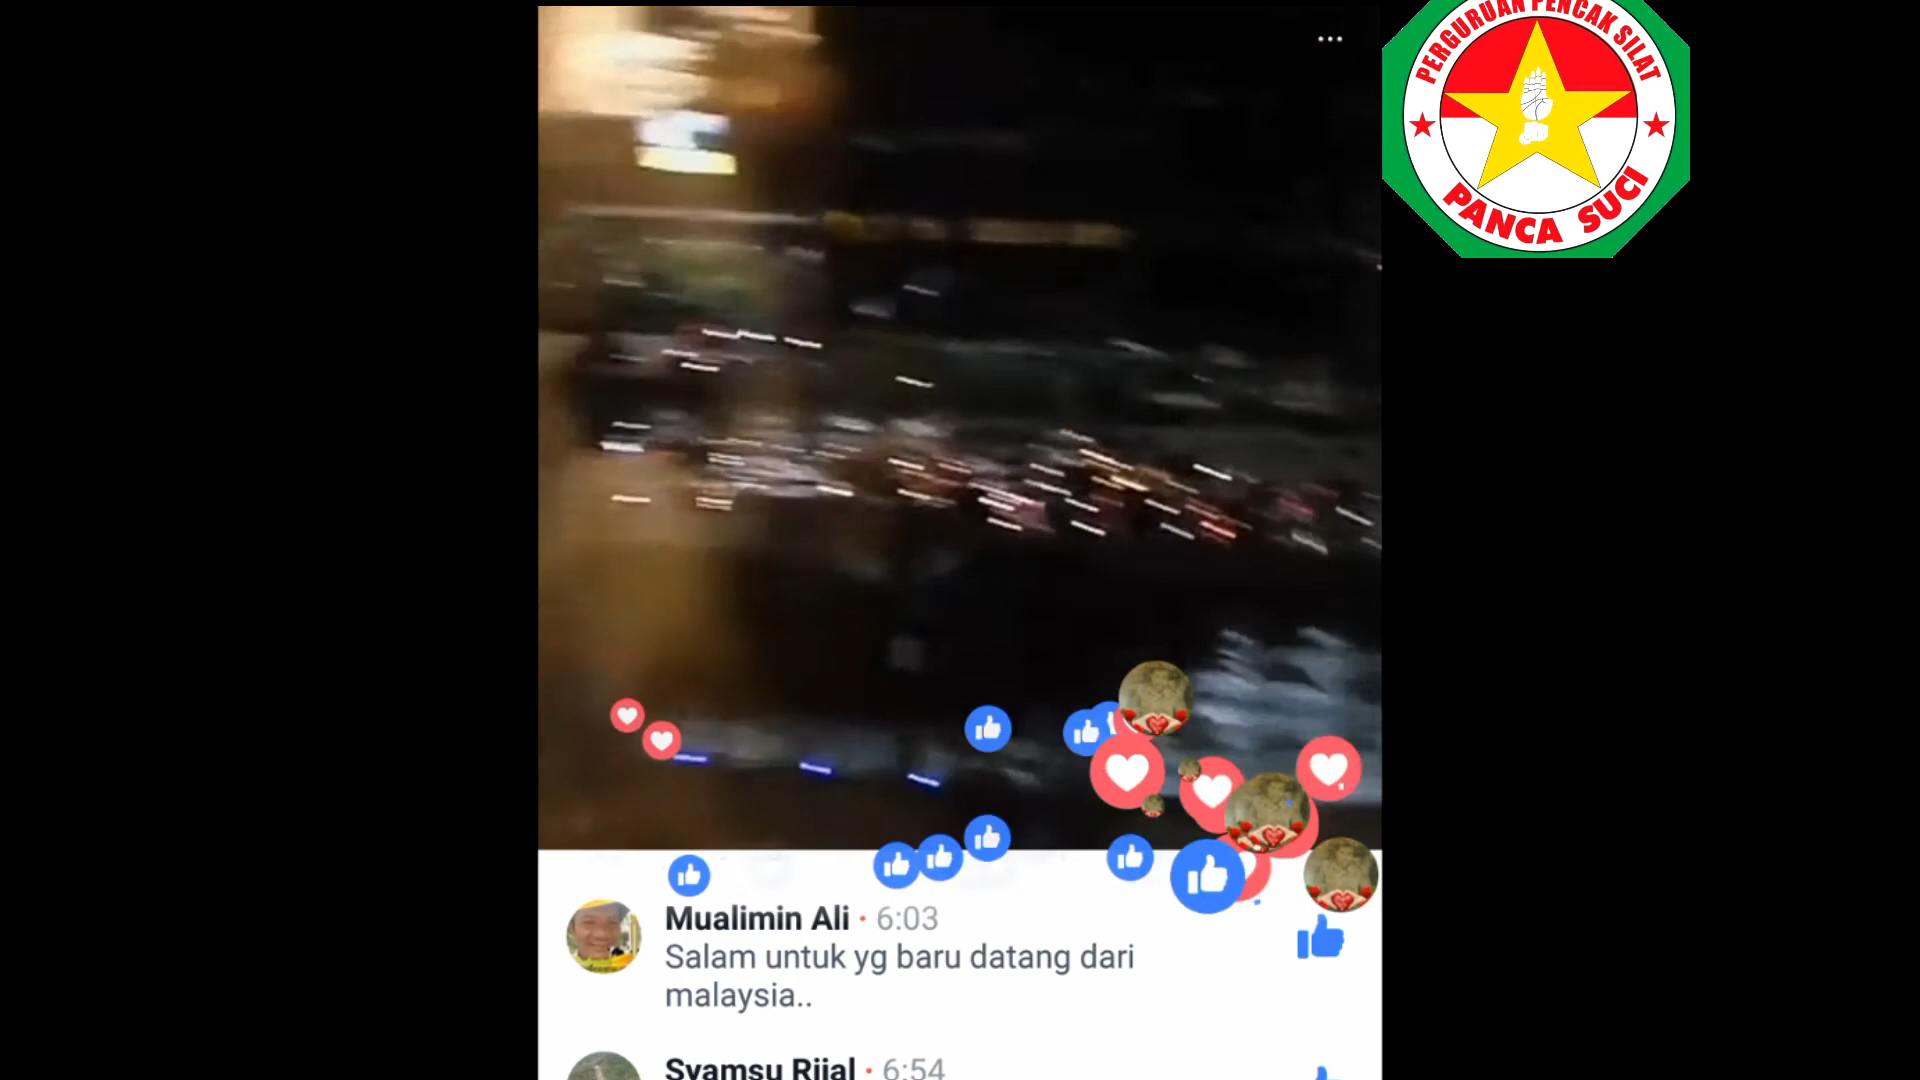 PERGURUAN PENCAK SILAT
PANCA SUCI
Mualimin Ali • 6:03
Salam untuk yg baru datang dari
malaysia..
Syamsu Rijal • 6:54